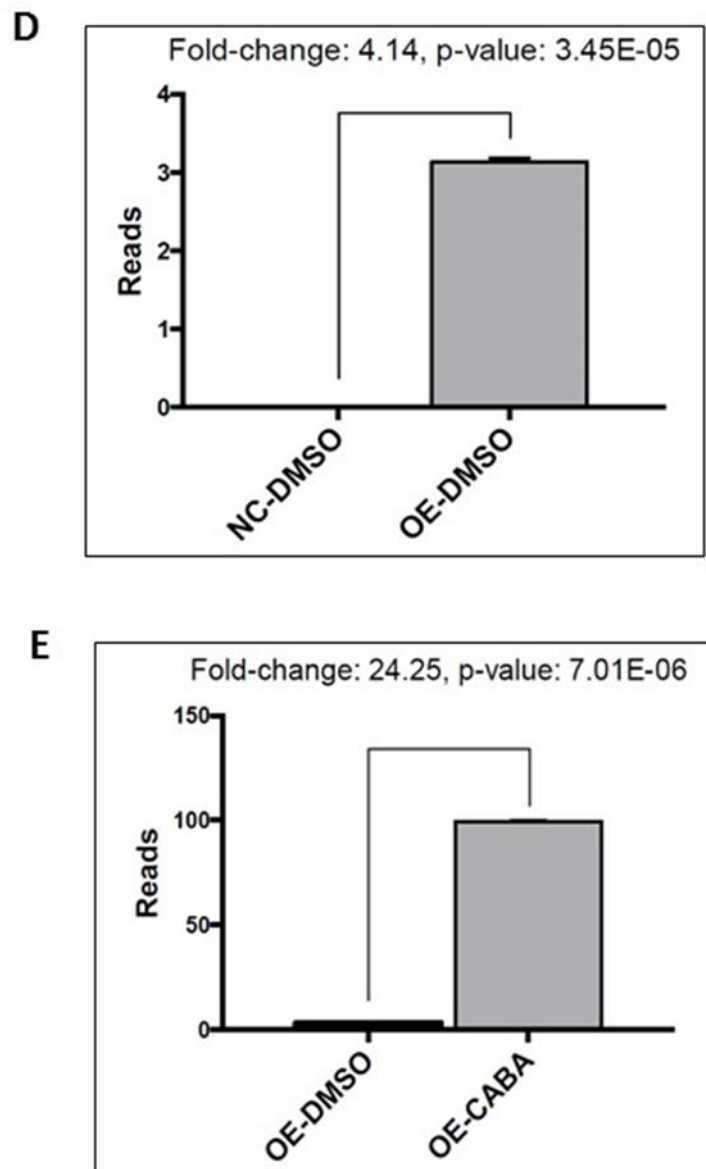 D
Fold-change: 4.14, p-value: 3.45E-05
4
3
2
1
0
Reads
NC-DMSO
OE-DMSO
E
Fold-change: 24.25, p-value: 7.01E-06
150
100
50
0
Reads
OE-DMSO
OE-CABA